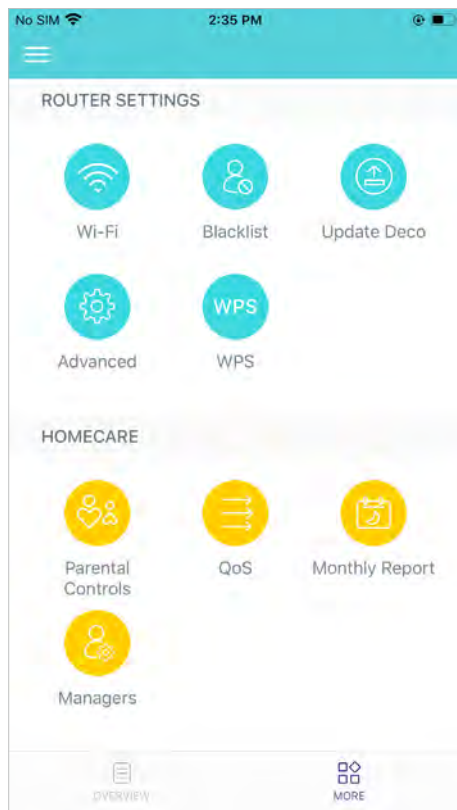 No SIM 2:35 PM
ROUTER SETTINGS
Wi-Fi Blacklist Update Deco
WPS
Advanced WPS
HOMECARE
Parental Controls QoS Monthly Report
Managers
OVERVIEW MORE